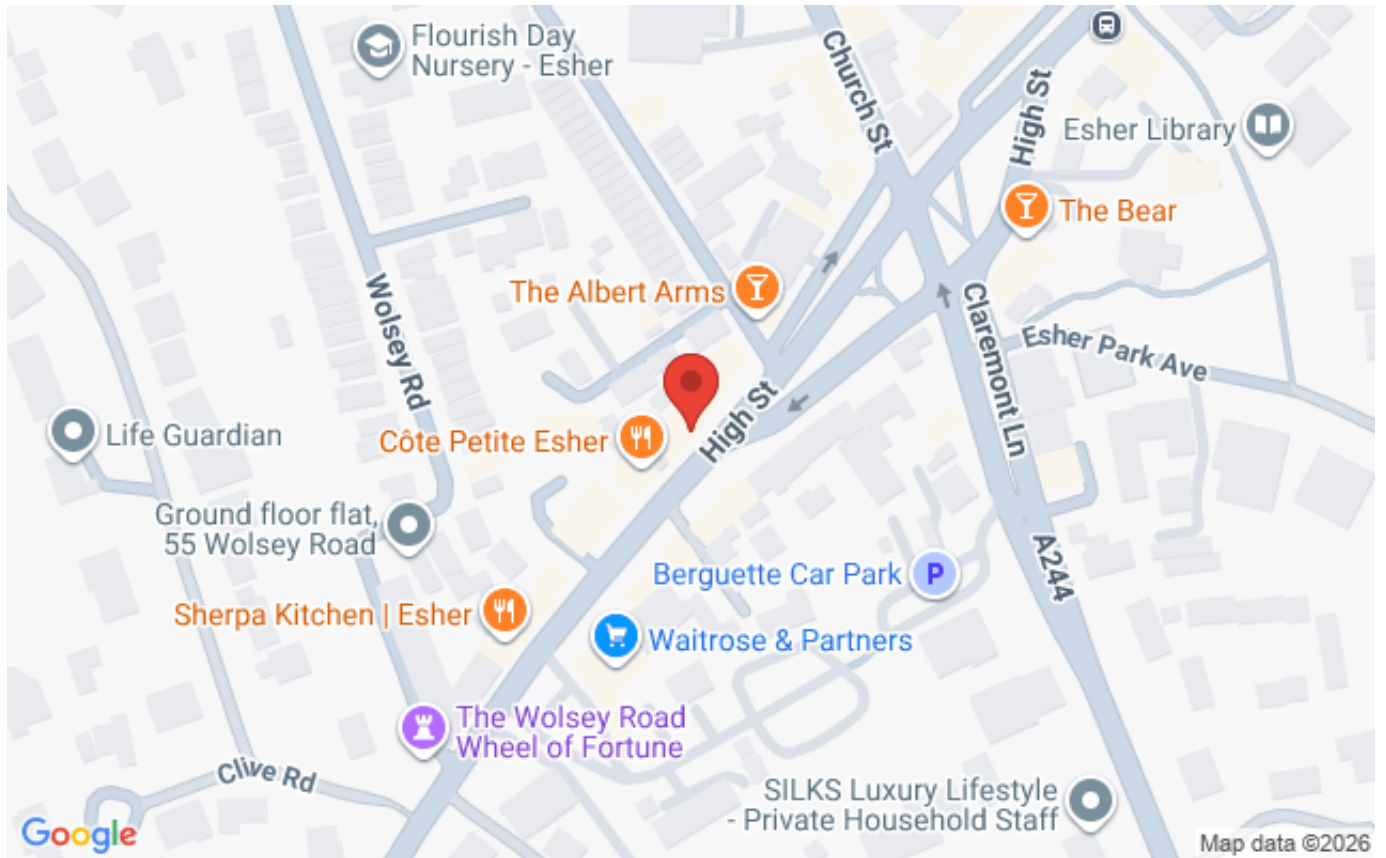 Flourish Day
Nursery - Esher
Church St
High St
Esher Library
The Bear
The Albert Arms
Wolsey Rd
Claremont Ln
Esher Park Ave
High St
Life Guardian
Côte Petite Esher
Ground floor flat,
55 Wolsey Road
A244
Berguette Car Park
P
Sherpa Kitchen | Esher
Waitrose & Partners
The Wolsey Road
Wheel of Fortune
Clive Rd
SILKS Luxury Lifestyle
- Private Household Staff
Google
Map data ©2026